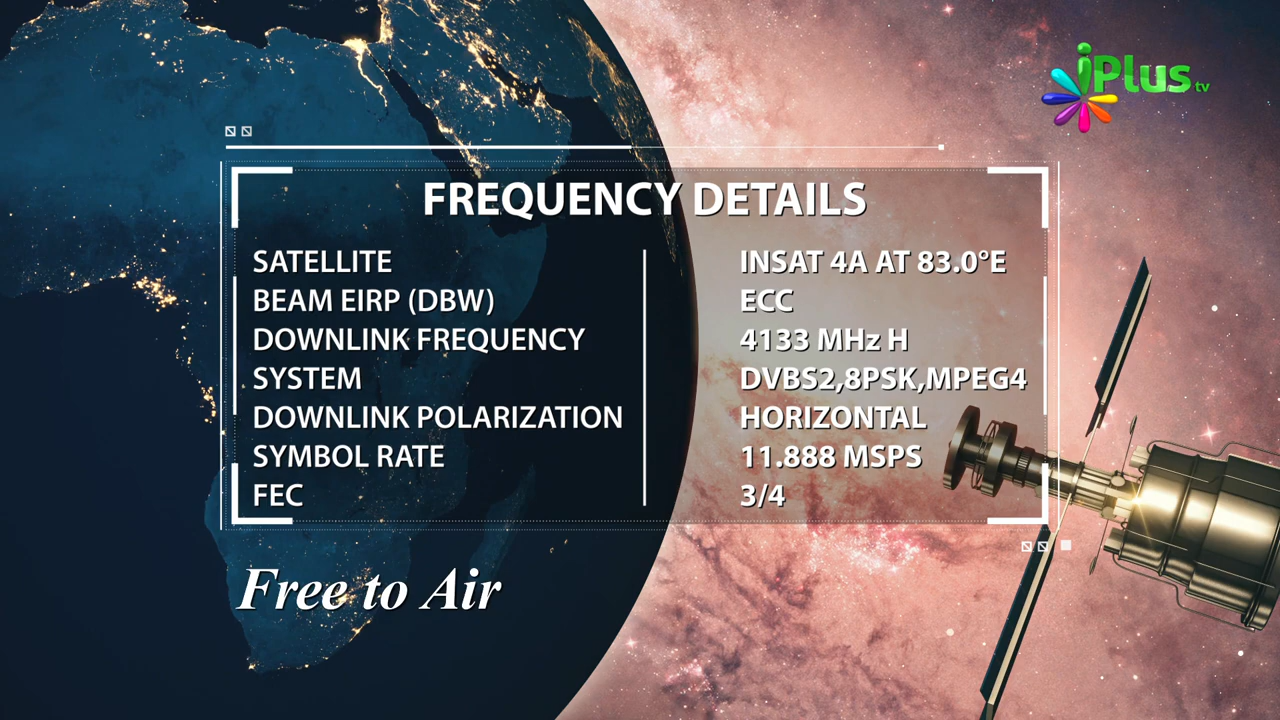 iPlus tv
FREQUENCY DETAILS
SATELLITE INSAT 4A AT 83.0°E
BEAM EIRP (DBW) ECC
DOWNLINK FREQUENCY 4133 MHz H
SYSTEM DVBS2,8PSK,MPEG4
DOWNLINK POLARIZATION HORIZONTAL
SYMBOL RATE 11.888 MSPS
FEC 3/4
Free to Air